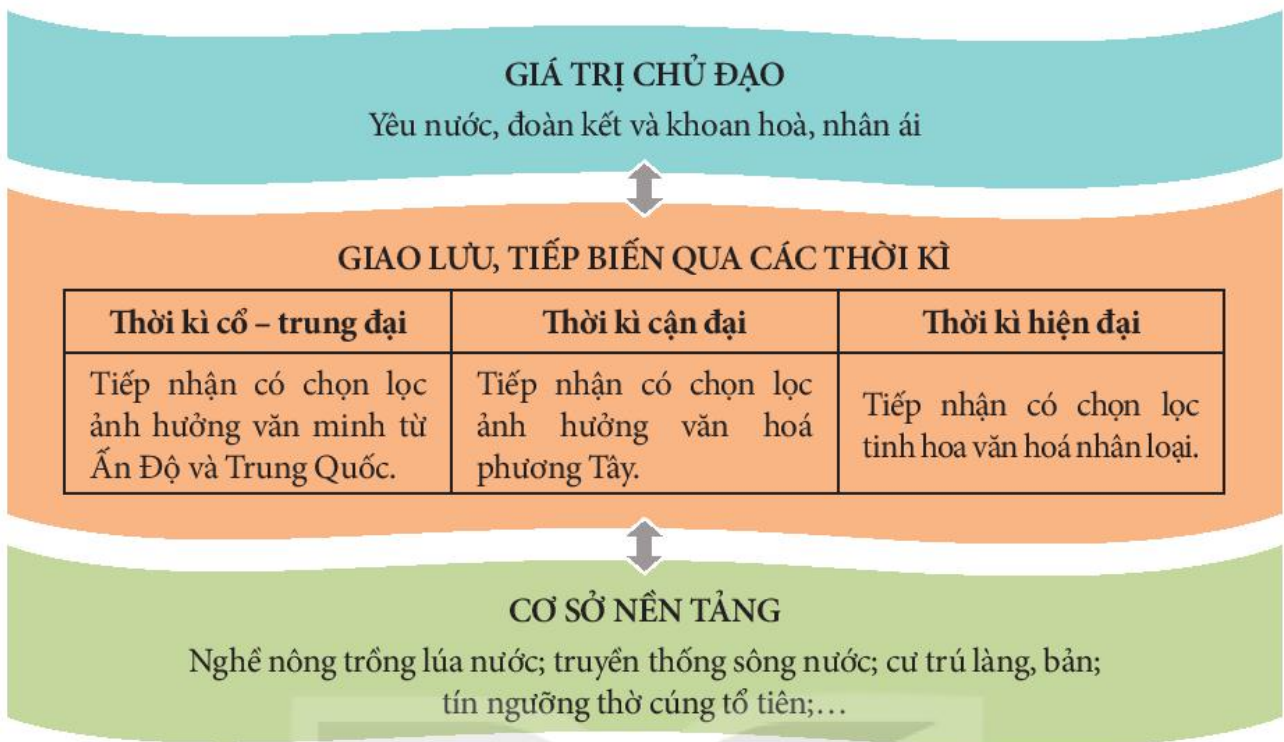 GIÁ TRỊ CHỦ ĐẠO
Yêu nước, đoàn kết và khoan hoà, nhân ái
GIAO LƯU, TIẾP BIẾN QUA CÁC THỜI KÌ
Thời kì cổ – trung đại
Thời kì cận đại
Thời kì hiện đại
Tiếp nhận có chọn lọc
ảnh hưởng văn minh từ
Ấn Độ và Trung Quốc.
Tiếp nhận có chọn lọc
ảnh hưởng văn hoá
phương Tây.
Tiếp nhận có chọn lọc
tinh hoa văn hoá nhân loại.
CƠ SỞ NỀN TẢNG
Nghề nông trồng lúa nước; truyền thống sông nước; cư trú làng, bản;
tín ngưỡng thờ cúng tổ tiên;…